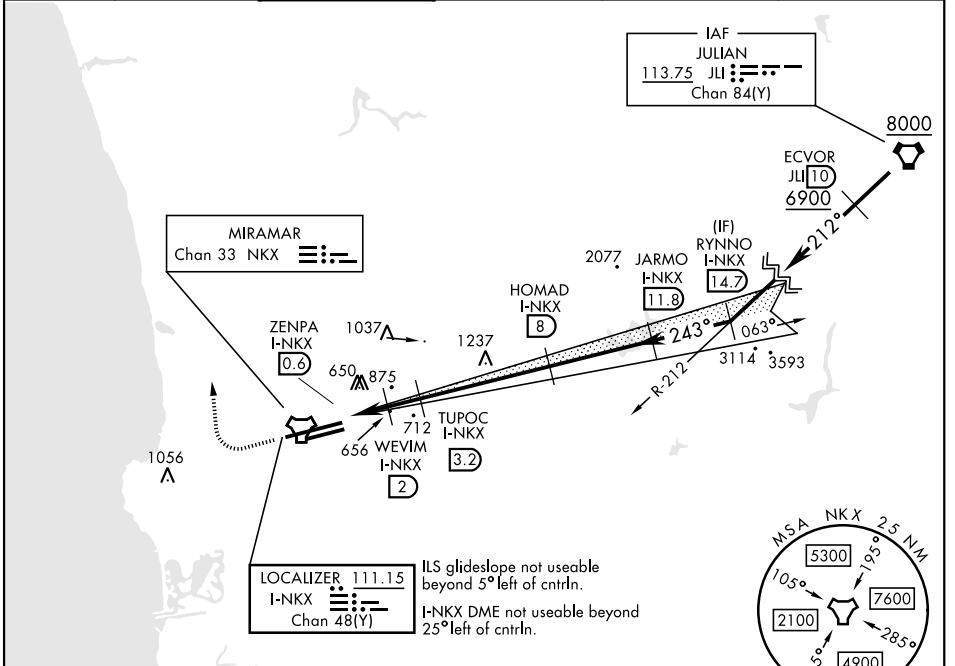 IAF
JULIAN
113.75 JLI
Chan 84(Y)
8000
ECVOR
JLI 10
6900
212°
(IF)
RYNNO
I-NKX
14.7
2077
JARMO
I-NKX
11.8
MIRAMAR
Chan 33 NKX
HOMAD
I-NKX
8
243°
063°
3114
3593
R-212
ZENPA
I-NKX
0.6
1037
1237
650
875
712
TUPOC
I-NKX
3.2
656
WEVIM
I-NKX
2
1056
LOCALIZER 111.15
I-NKX
Chan 48(Y)
ILS glideslope not useable
beyond 5° left of cntrln.
I-NKX DME not useable beyond
25° left of cntrln.
MSA NKX 25 NM
5300
195°
105°
7600
2100
285°
5°
4900